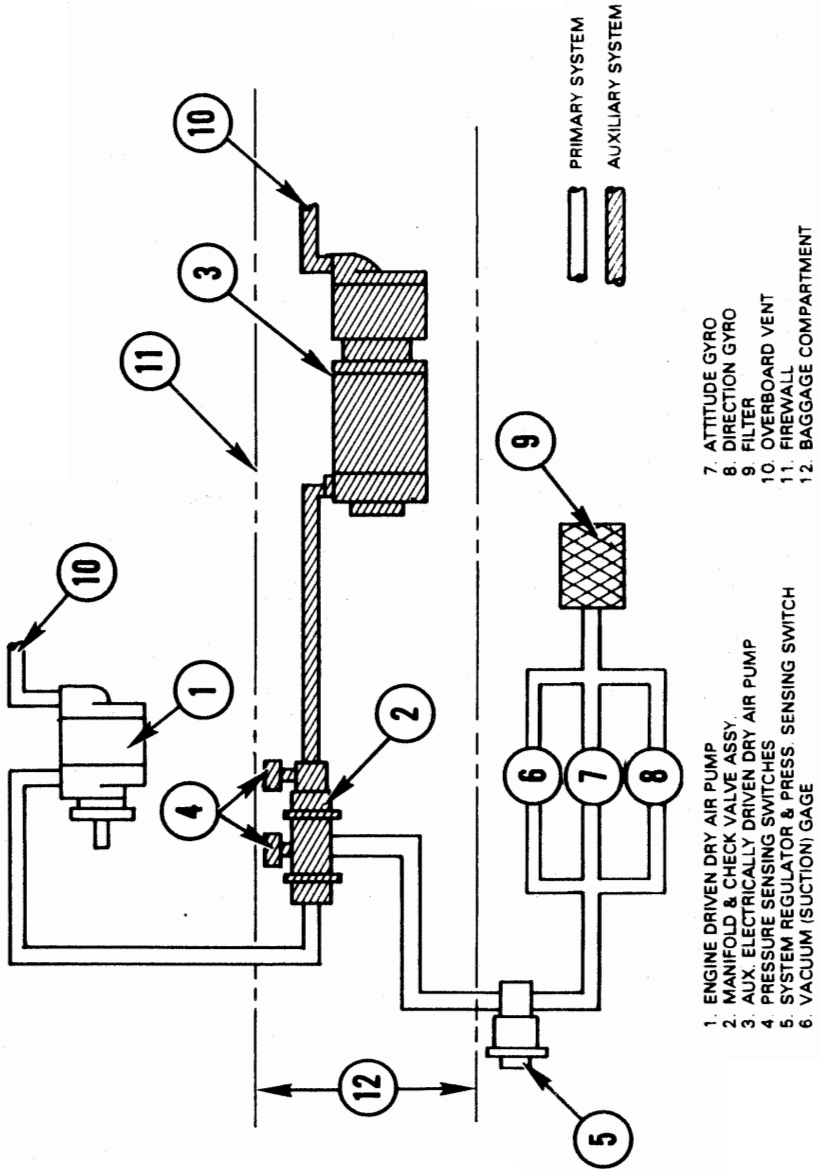 10
1
11
3
10
4
2
12
5
6
7
8
9
PRIMARY SYSTEM
AUXILIARY SYSTEM
1. ENGINE DRIVEN DRY AIR PUMP
2. MANIFOLD & CHECK VALVE ASSY.
3. AUX. ELECTRICALLY DRIVEN DRY AIR PUMP
4. PRESSURE SENSING SWITCHES
5. SYSTEM REGULATOR & PRESS. SENSING SWITCH
6. VACUUM (SUCTION) GAGE
7. ATTITUDE GYRO
8. DIRECTION GYRO
9. FILTER
10. OVERBOARD VENT
11. FIREWALL
12. BAGGAGE COMPARTMENT